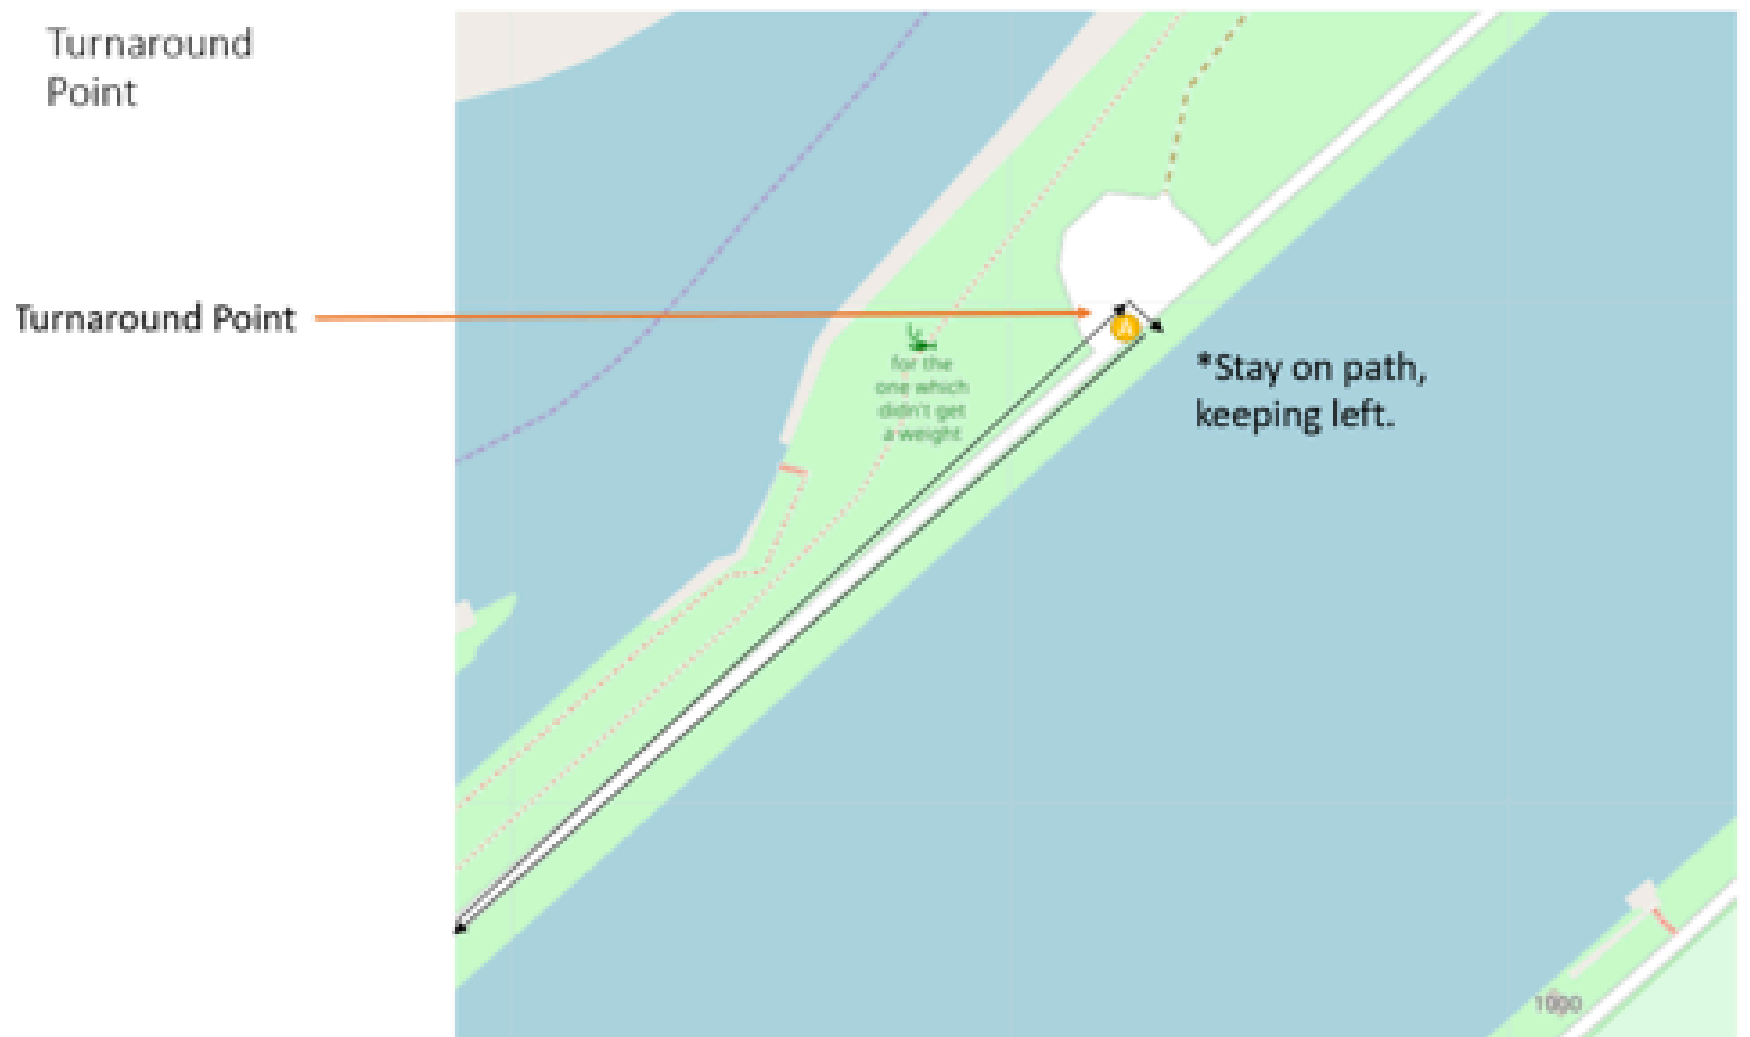 Turnaround
Point
Turnaround Point
A
for the
one which
didn't get
a weight
*Stay on path,
keeping left.
1000